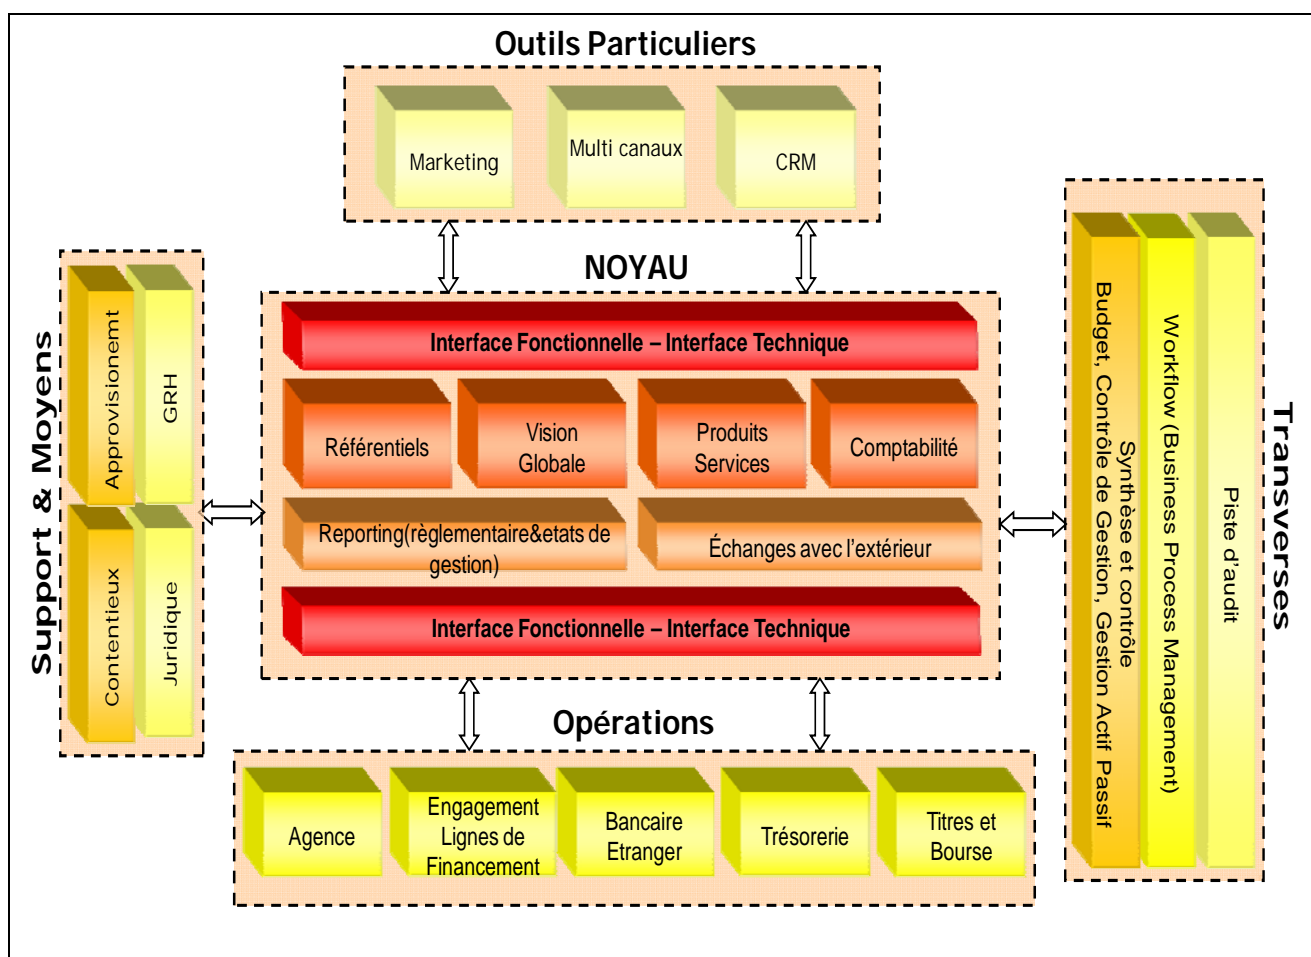 Outils Particuliers
Marketing
Multi canaux
CRM
NOYAU
Interface Fonctionnelle – Interface Technique
Référentiels
Vision
Globale
Produits
Services
Comptabilité
Reporting(règlementaire&etats de
gestion)
Échanges avec l'extérieur
Interface Fonctionnelle – Interface Technique
Support & Moyens
Approvisionemt
GRH
Contentieux
Juridique
Opérations
Agence
Engagement
Lignes de
Financement
Bancaire
Etranger
Trésorerie
Titres et
Bourse
Transverses
Synthèse et contrôle
Budget, Contrôle de Gestion, Gestion Actif Passif
Workflow (Business Process Management)
Piste d'audit